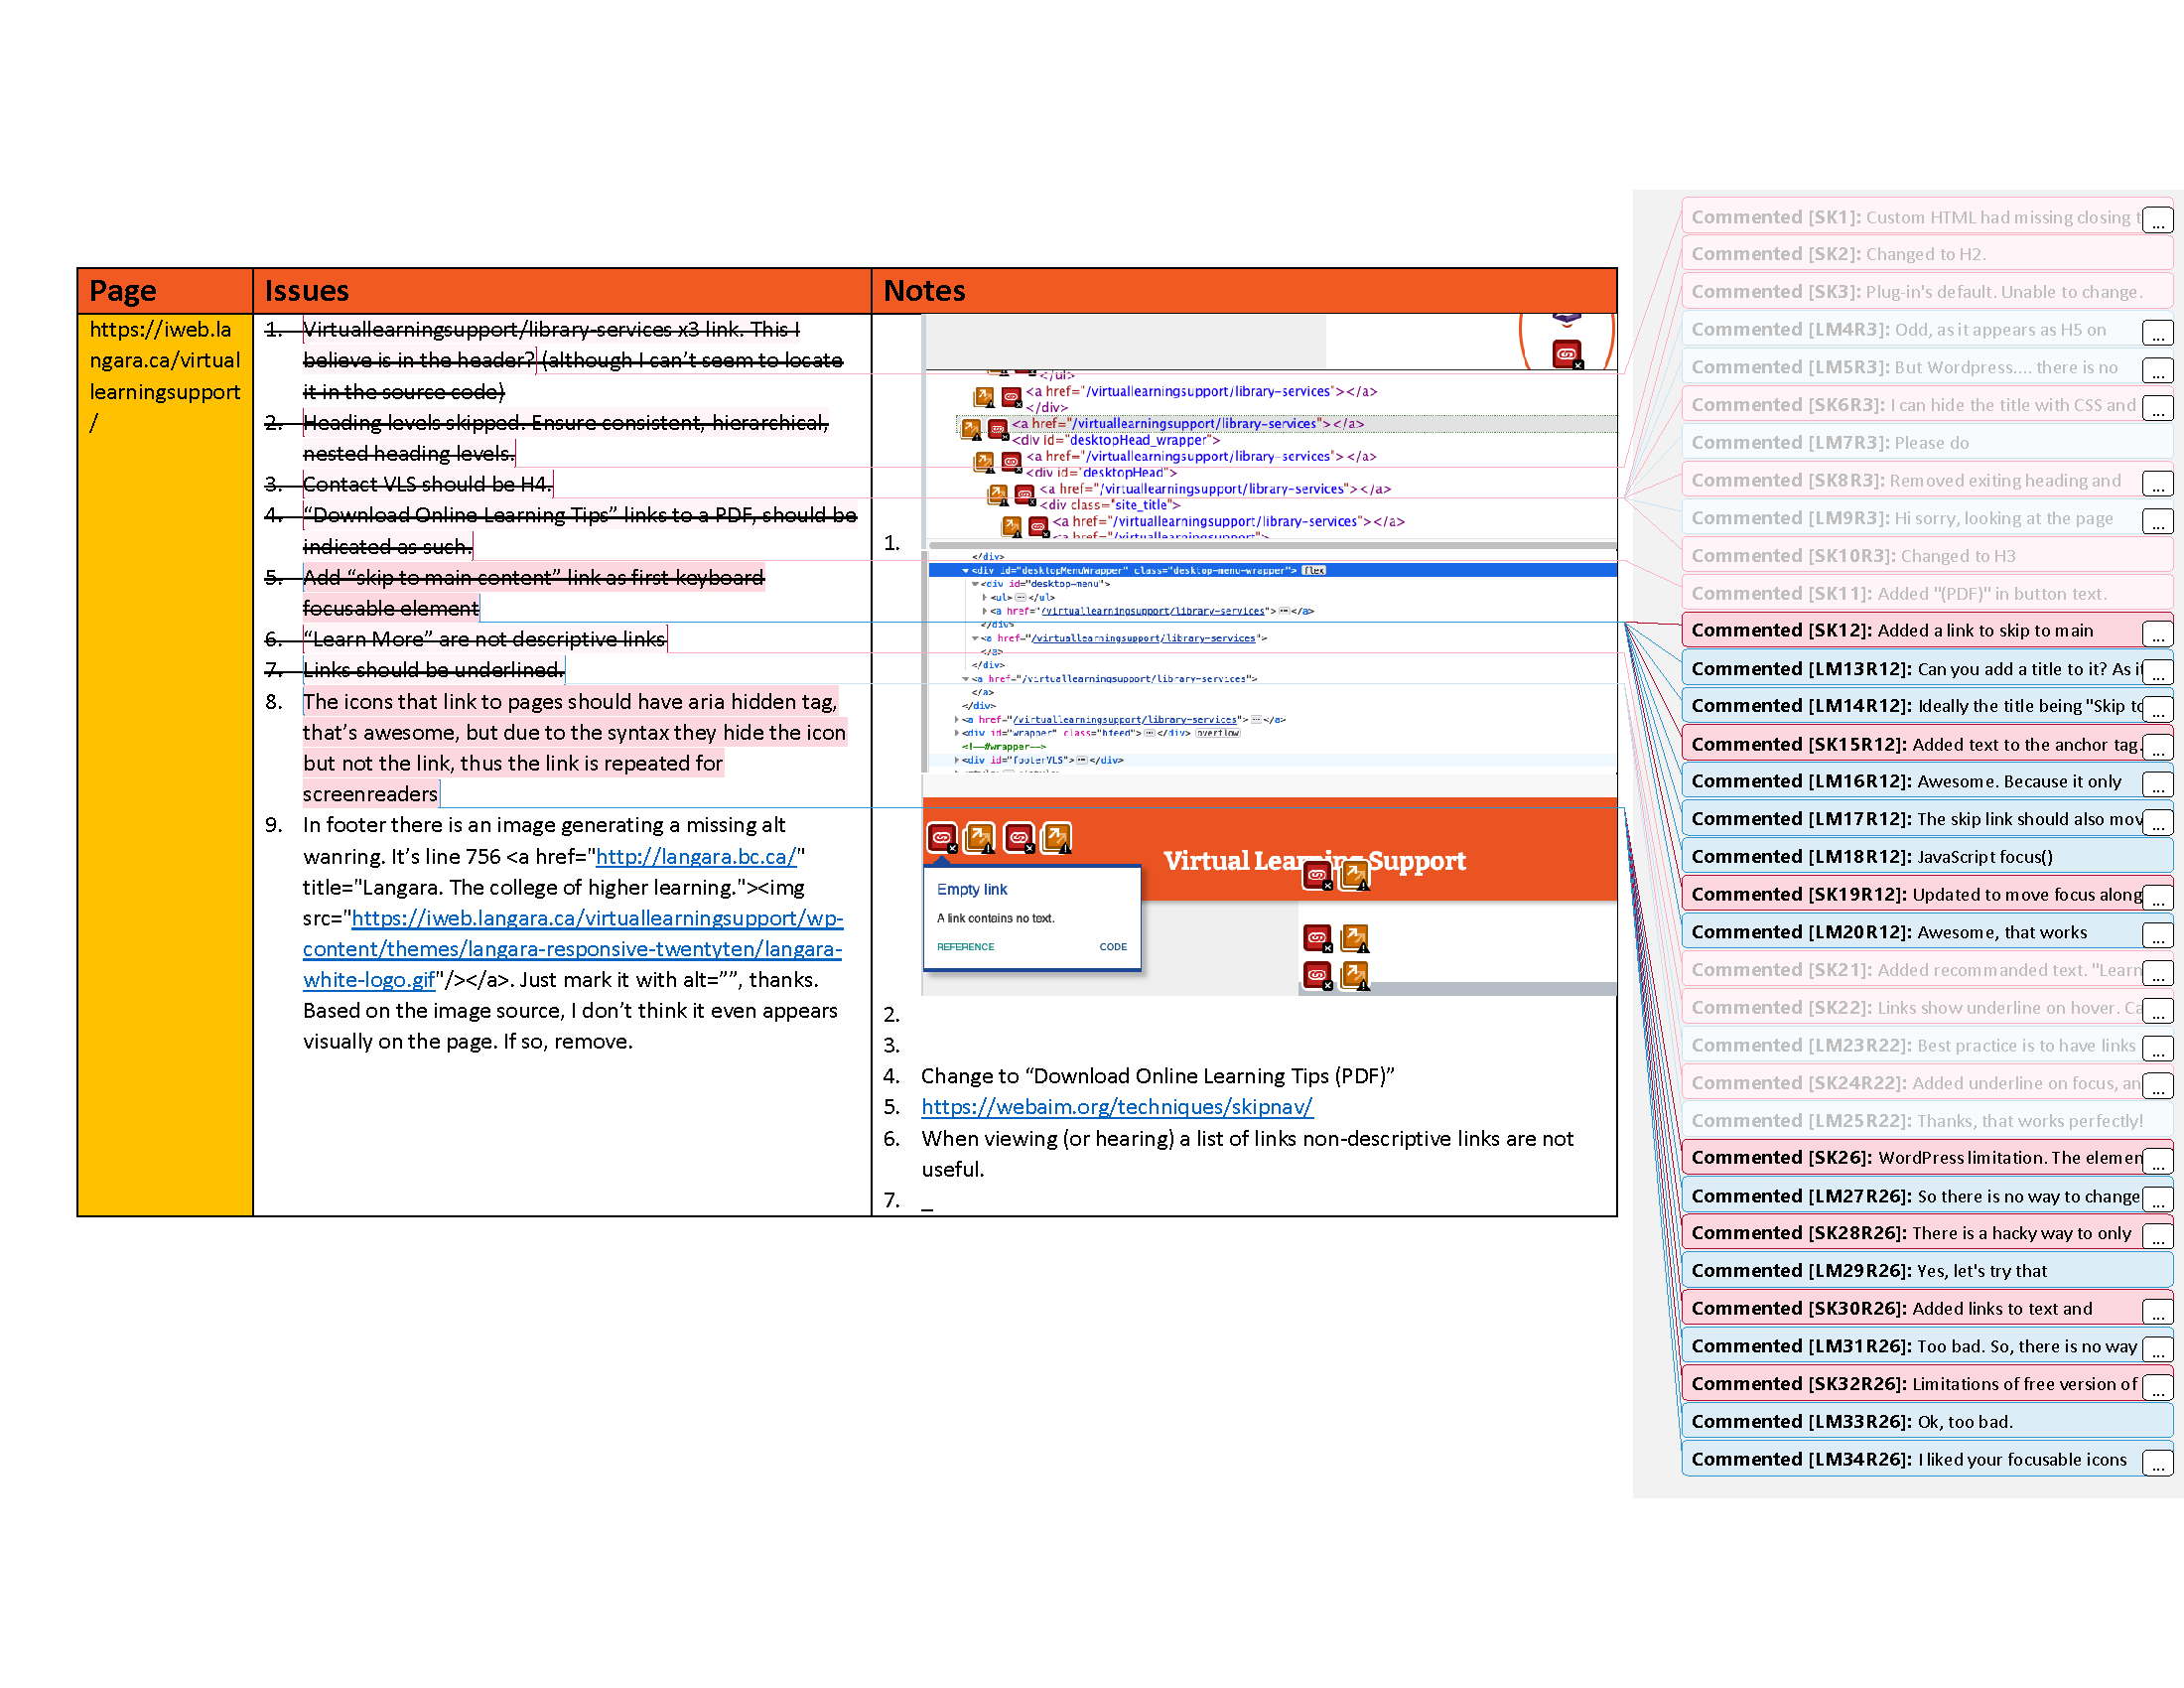 Page Issues Notes
https://iweb.la
ngara.ca/virtual
learningsupport
/
1. Virtuallearningsupport/library-services x3 link. This I
believe is in the header? (although I can’t seem to locate
it in the source code)
2. Heading levels skipped. Ensure consistent, hierarchical,
nested heading levels.
3. Contact VLS should be H4.
4. “Download Online Learning Tips” links to a PDF, should be
indicated as such.
5. Add “skip to main content” link as first keyboard
focusable element
6. “Learn More” are not descriptive links
7. Links should be underlined.
8. The icons that link to pages should have aria hidden tag,
that’s awesome, but due to the syntax they hide the icon
but not the link, thus the link is repeated for
screenreaders
9. In footer there is an image generating a missing alt
wanring. It’s line 756 <a href="http://langara.bc.ca/"
title="Langara. The college of higher learning."><img
src="https://iweb.langara.ca/virtuallearningsupport/wp-
content/themes/langara-responsive-twentyten/langara-
white-logo.gif"/></a>. Just mark it with alt=””, thanks.
Based on the image source, I don’t think it even appears
visually on the page. If so, remove.
</ul>
<a href="/virtuallearningsupport/library-services"></a>
</div>
<a href="/virtuallearningsupport/library-services"></a>
<div id="desktopHead_wrapper">
<a href="/virtuallearningsupport/library-services"></a>
<div id="desktopHead">
<a href="/virtuallearningsupport/library-services"></a>
<div class="site_title">
<a href="/virtuallearningsupport/library-services"></a>
<a href="/virtuallearningsupport">
1.
</div>
<div id="desktopMenuWrapper" class="desktop-menu-wrapper"> flex
<div id="desktop-menu">
<ul> </ul>
<a href="/virtuallearningsupport/library-services"> </a>
</div>
<a href="/virtuallearningsupport/library-services">
</a>
</div>
<a href="/virtuallearningsupport/library-services">
</a>
</div>
<a href="/virtuallearningsupport/library-services"> </a>
<div id="wrapper" class="hfeed"> </div> overflow
<!--#wrapper-->
<div id="footerVLS"> </div>
Virtual Learning Support
Empty link
A link contains no text.
REFERENCE CODE
2.
3.
4. Change to “Download Online Learning Tips (PDF)”
5. https://webaim.org/techniques/skipnav/
6. When viewing (or hearing) a list of links non-descriptive links are not
useful.
7. _
Commented [SK1]: Custom HTML had missing closing t...
Commented [SK2]: Changed to H2.
Commented [SK3]: Plug-in's default. Unable to change.
Commented [LM4R3]: Odd, as it appears as H5 on ...
Commented [LM5R3]: But Wordpress.... there is no ...
Commented [SK6R3]: I can hide the title with CSS and ...
Commented [LM7R3]: Please do
Commented [SK8R3]: Removed exiting heading and ...
Commented [LM9R3]: Hi sorry, looking at the page ...
Commented [SK10R3]: Changed to H3
Commented [SK11]: Added "(PDF)" in button text.
Commented [SK12]: Added a link to skip to main ...
Commented [LM13R12]: Can you add a title to it? As if...
Commented [LM14R12]: Ideally the title being "Skip to...
Commented [SK15R12]: Added text to the anchor tag. ...
Commented [LM16R12]: Awesome. Because it only ...
Commented [LM17R12]: The skip link should also mov...
Commented [LM18R12]: JavaScript focus()
Commented [SK19R12]: Updated to move focus along...
Commented [LM20R12]: Awesome, that works ...
Commented [SK21]: Added recommanded text. "Learn...
Commented [SK22]: Links show underline on hover. Ca...
Commented [LM23R22]: Best practice is to have links ...
Commented [SK24R22]: Added underline on focus, an...
Commented [LM25R22]: Thanks, that works perfectly!
Commented [SK26]: WordPress limitation. The elemen...
Commented [LM27R26]: So there is no way to change...
Commented [SK28R26]: There is a hacky way to only ...
Commented [LM29R26]: Yes, let's try that
Commented [SK30R26]: Added links to text and ...
Commented [LM31R26]: Too bad. So, there is no way ...
Commented [SK32R26]: Limitations of free version of ...
Commented [LM33R26]: Ok, too bad.
Commented [LM34R26]: I liked your focusable icons ...